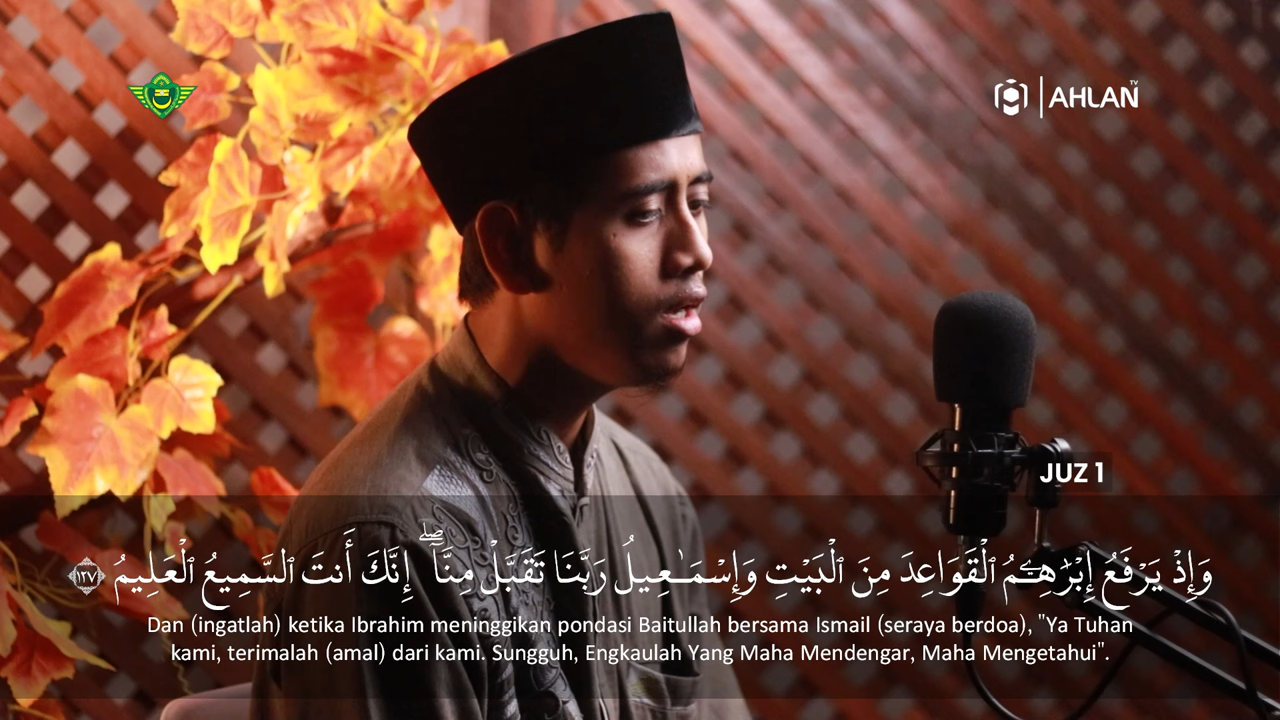 AHLAN TV
JUZ 1
وَإِذْ يَرْفَعُ إِبْرَٰهِـۧمُ ٱلْقَوَاعِدَ مِنَ ٱلْبَيْتِ وَإِسْمَـٰعِيلُ رَبَّنَا تَقَبَّلْ مِنَّآ ۖ إِنَّكَ أَنتَ ٱلسَّمِيعُ ٱلْعَلِيمُ ١٢٧
Dan (ingatlah) ketika Ibrahim meninggikan pondasi Baitullah bersama Ismail (seraya berdoa), "Ya Tuhan
kami, terimalah (amal) dari kami. Sungguh, Engkaulah Yang Maha Mendengar, Maha Mengetahui".